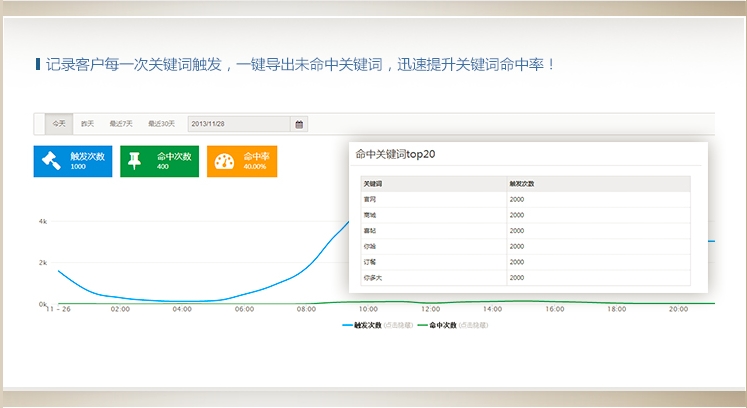 记录客户每一次关键词触发，一键导出未命中关键词，迅速提升关键词命中率！
今天 昨天 最近7天 最近30天 2013/11/28
触发次数 命中次数 命中率
1000 400 40.00%
命中关键词top20
关键词 触发次数
官网 2000
商城 2000
2000
你哈 2000
订餐 2000
你多大 2000
4k
2k
0k
11 - 26 02:00 04:00 06:00 08:00 10:00 12:00 14:00 16:00 18:00 20:00
触发次数 (点击隐藏) 命中次数 (点击隐藏)